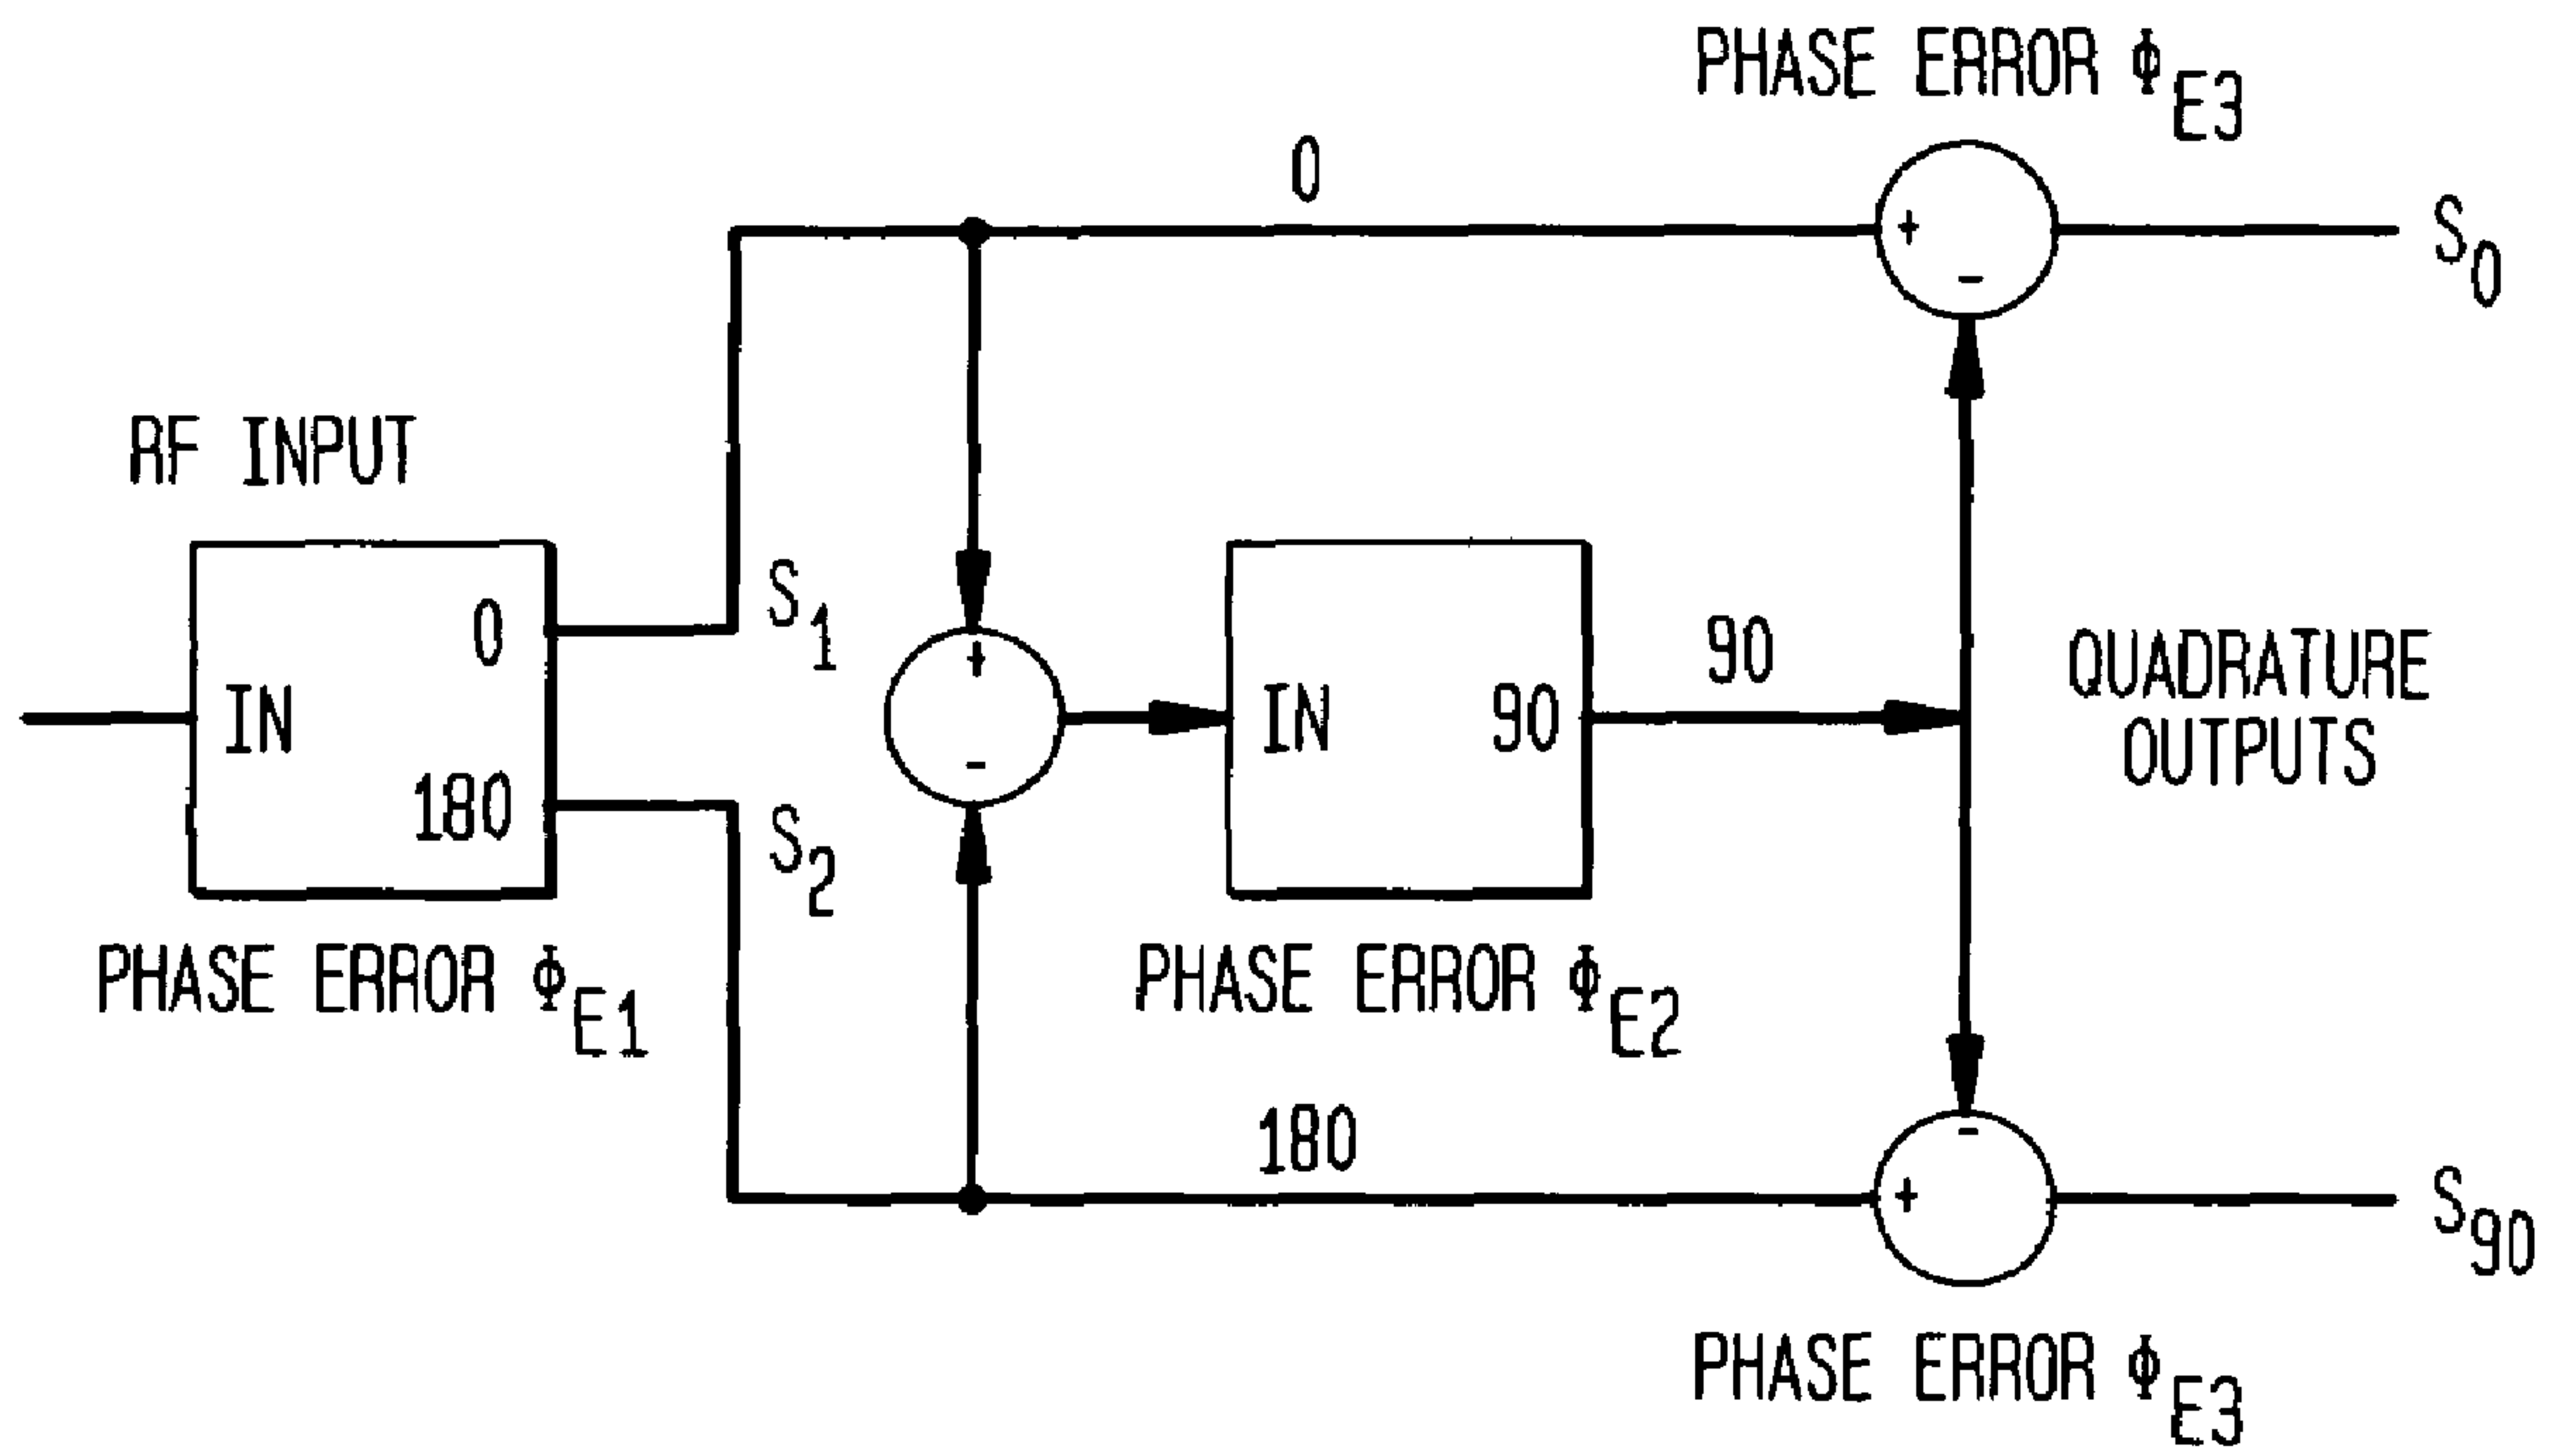 PHASE ERROR ΦE3
0
+
-
S0
RF INPUT
0
S1
+
IN
180
S2
-
IN
90
90
QUADRATURE
OUTPUTS
PHASE ERROR ΦE1
PHASE ERROR ΦE2
180
-
+
S90
PHASE ERROR ΦE3